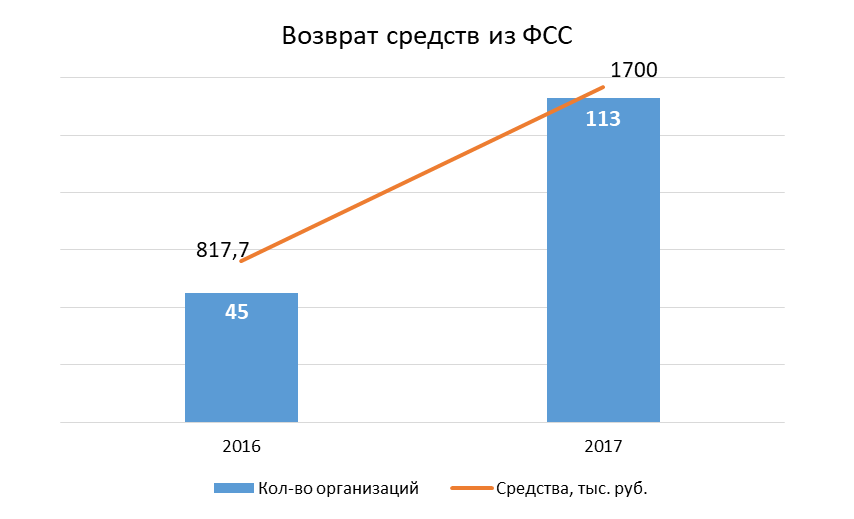 Возврат средств из ФСС
1700
113
817,7
45
2016
2017
Кол-во организаций
Средства, тыс. руб.